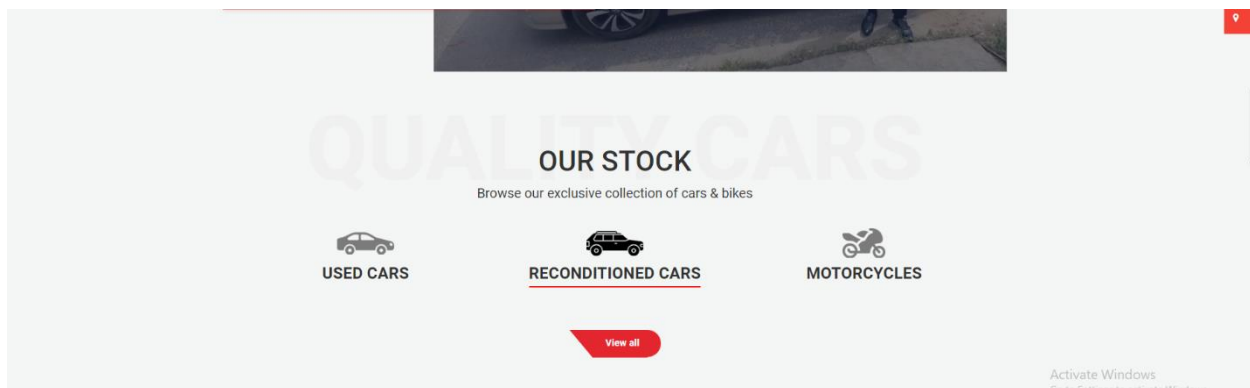 QUALITY CARS
OUR STOCK
Browse our exclusive collection of cars & bikes
USED CARS
RECONDITIONED CARS
MOTORCYCLES
View all
Activate Windows